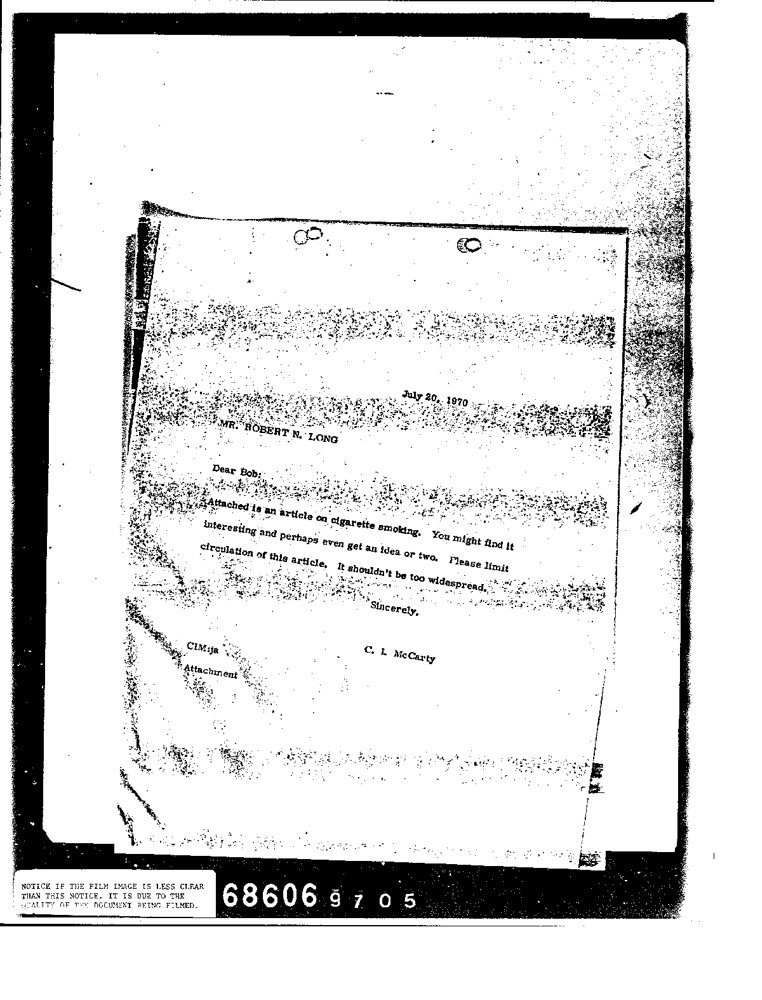 July 20, 1970
MR. ROBERT N. LONG
Dear Bob:
Attached is an article on cigarette smoking. You might find it
interesting and perhaps even get an idea or two. Please limit
circulation of this article. It shouldn't be too widespread.
Sincerely,
C. I. McCarty
CIM:ja
Attachment
NOTICE IF THE FILM IMAGE IS LESS CLEAR
THAN THIS NOTICE, IT IS DUE TO THE
QUALITY OF THE DOCUMENT BEING FILMED.
68606 9705